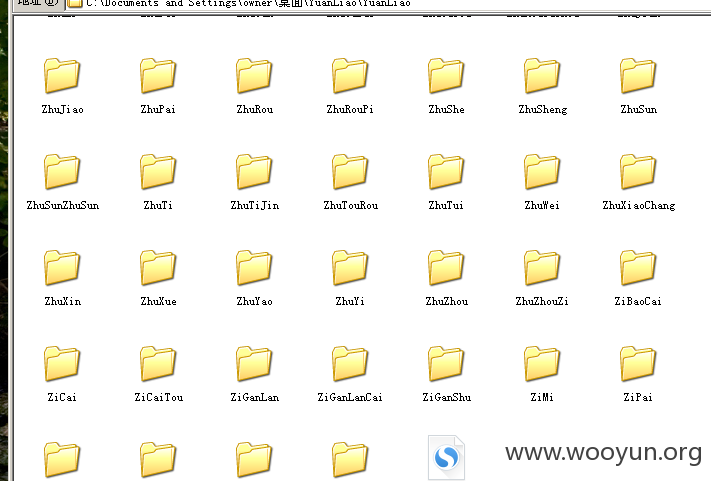 地址(D) C:\Documents and Settings\owner\桌面\YuanLiao\YuanLiao
ZhuJiao ZhuPai ZhuRou ZhuRouPi ZhuShe ZhuSheng ZhuSun
ZhuSunZhuSun ZhuTi ZhuTiJin ZhuTouRou ZhuTui ZhuWei ZhuXiaoChang
ZhuXin ZhuXue ZhuYao ZhuYi ZhuZhou ZhuZhouZi ZiBaoCai
ZiCai ZiCaiTou ZiGanLan ZiGanLanCai ZiGanShu ZiMi ZiPai
www.wooyun.org